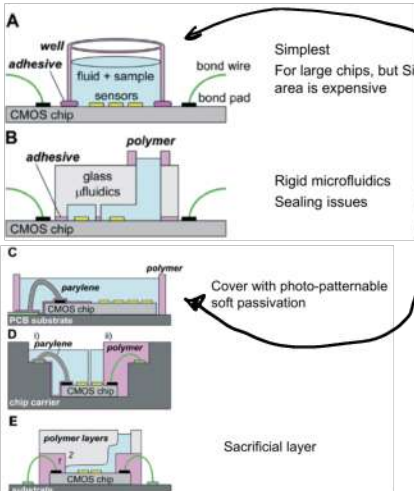 A
well
adhesive
fluid + sample
sensors
bond wire
bond pad
CMOS chip
Simplest
For large chips, but Si
area is expensive
B
polymer
adhesive
glass
µfluidics
CMOS chip
Rigid microfluidics
Sealing issues
C
polymer
parylene
CMOS chip
PCB substrate
Cover with photo-patternable
soft passivation
D
i)
ii)
parylene
polymer
CMOS chip
chip carrier
E
polymer layers
1
2
CMOS chip
substrate
Sacrificial layer